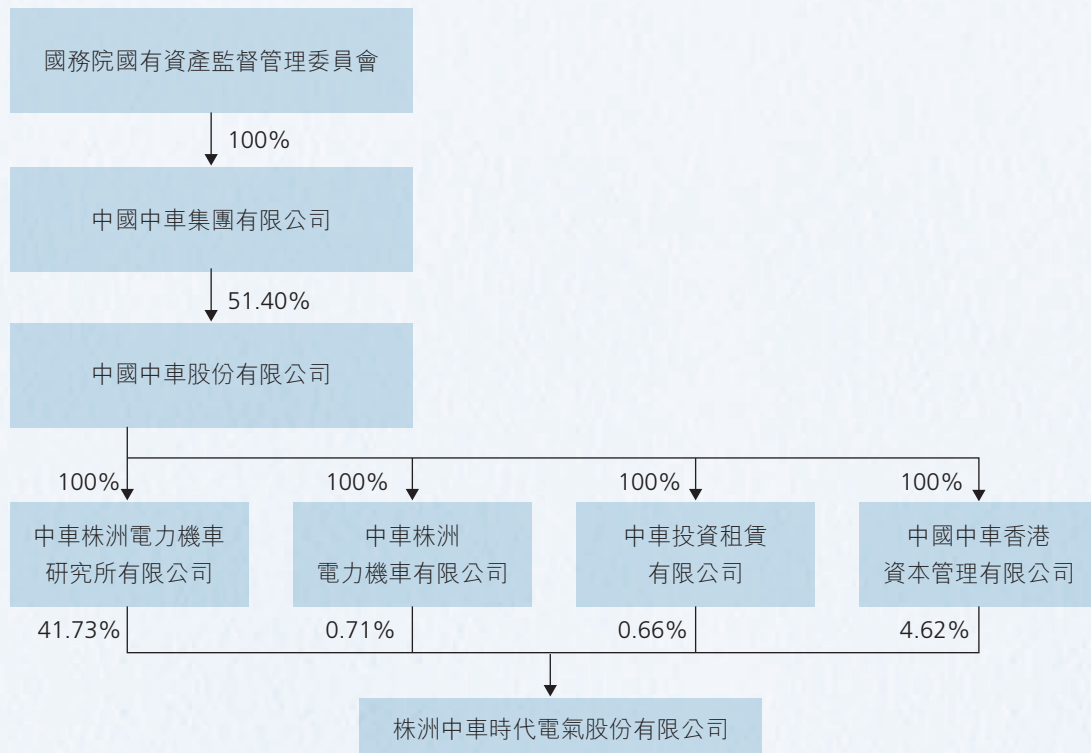 國務院國有資產監督管理委員會
100%
中國中車集團有限公司
51.40%
中國中車股份有限公司
100%
100%
100%
100%
中車株洲電力機車
研究所有限公司
中車株洲
電力機車有限公司
中車投資租賃
有限公司
中國中車香港
資本管理有限公司
41.73%
0.71%
0.66%
4.62%
株洲中車時代電氣股份有限公司